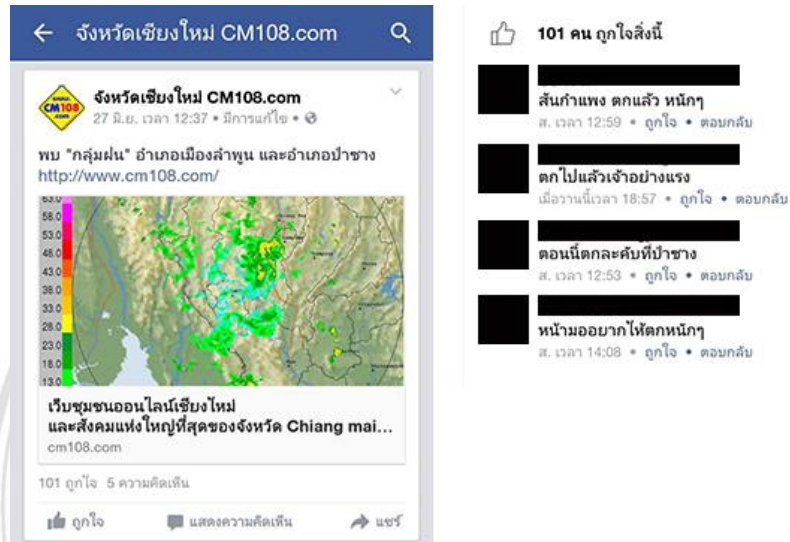 จังหวัดเชียงใหม่ CM108.com
www.
CM108
.com
จังหวัดเชียงใหม่ CM108.com
27 มิ.ย. เวลา 12:37 • มีการแก้ไข •
พบ "กลุ่มฝน" อำเภอเมืองลำพูน และอำเภอป่าซาง
http://www.cm108.com/
63.0
58.0
53.0
48.0
43.0
38.0
33.0
28.0
23.0
18.0
13.0
เว็บชุมชนออนไลน์เชียงใหม่
และสังคมแห่งใหญ่ที่สุดของจังหวัด Chiang mai...
cm108.com
101 ถูกใจ 5 ความคิดเห็น
ถูกใจ แสดงความคิดเห็น แชร์
101 คน ถูกใจสิ่งนี้
สันกำแพง ตกแล้ว หนักๆ
ส. เวลา 12:59 • ถูกใจ • ตอบกลับ
ตกไปแล้วเจ้าอย่างแรง
เมื่อวานนี้เวลา 18:57 • ถูกใจ • ตอบกลับ
ตอนนี้ตกละคับที่ป่าซาง
ส. เวลา 12:53 • ถูกใจ • ตอบกลับ
หน้ามออยากให้ตกหนักๆ
ส. เวลา 14:08 • ถูกใจ • ตอบกลับ